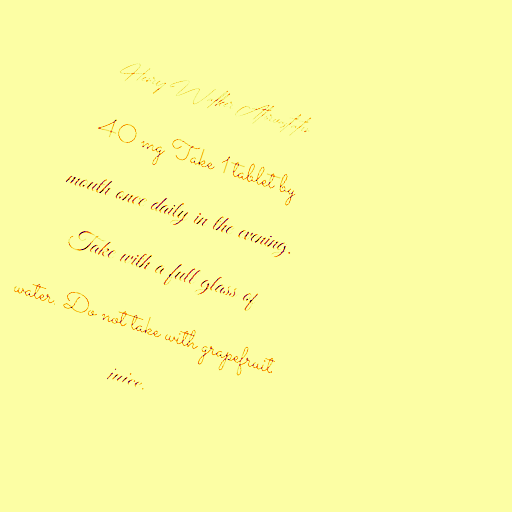 Henry Walker Atorvastatin
40 mg Take 1 tablet by
mouth once daily in the evening.
Take with a full glass of
water. Do not take with grapefruit
juice.